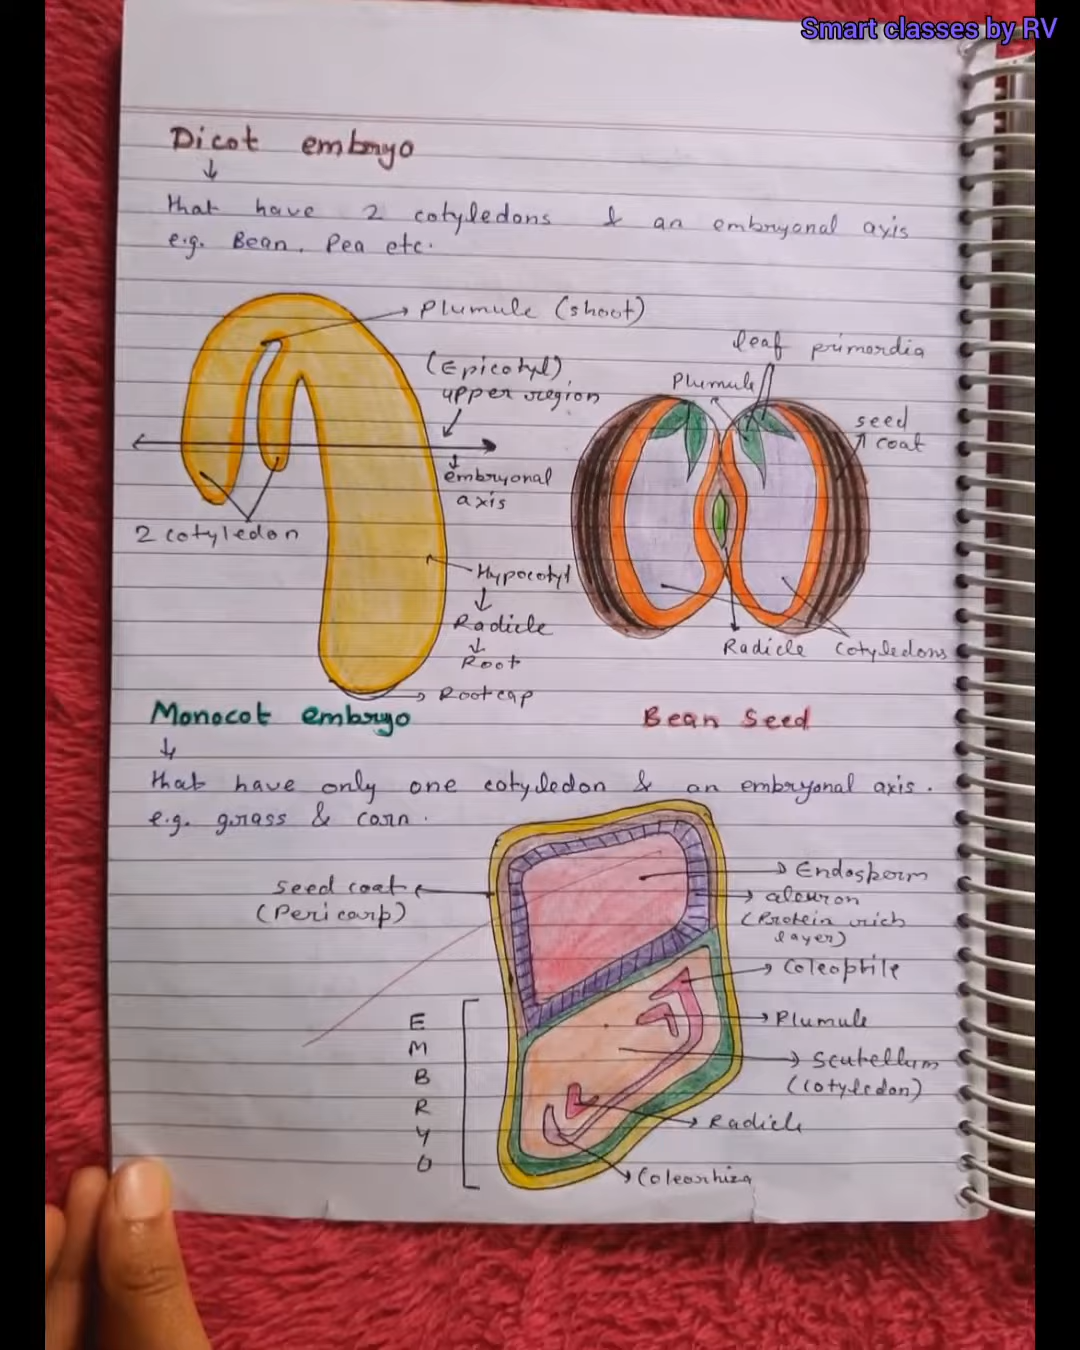 Smart classes by RV
Dicot embryo
↓
that have 2 cotyledons & an embryonal axis
e.g. Bean, Pea etc.
Plumule (shoot)
(Epicotyl)
upper region
embryonal
axis
2 cotyledon
Hypocotyl
↓
Radicle
↓
Root
Rootcap
leaf primordia
Plumule
seed
coat
Radicle
Cotyledons
Bean Seed
Monocot embryo
↓
that have only one cotyledon & an embryonal axis.
e.g. grass & corn.
Seed coat
(Pericarp)
Endosperm
aleuron
(Protein rich
layer)
Coleoptile
Plumule
Scutellum
(cotyledon)
Radicle
Coleorhiza
E
M
B
R
Y
O